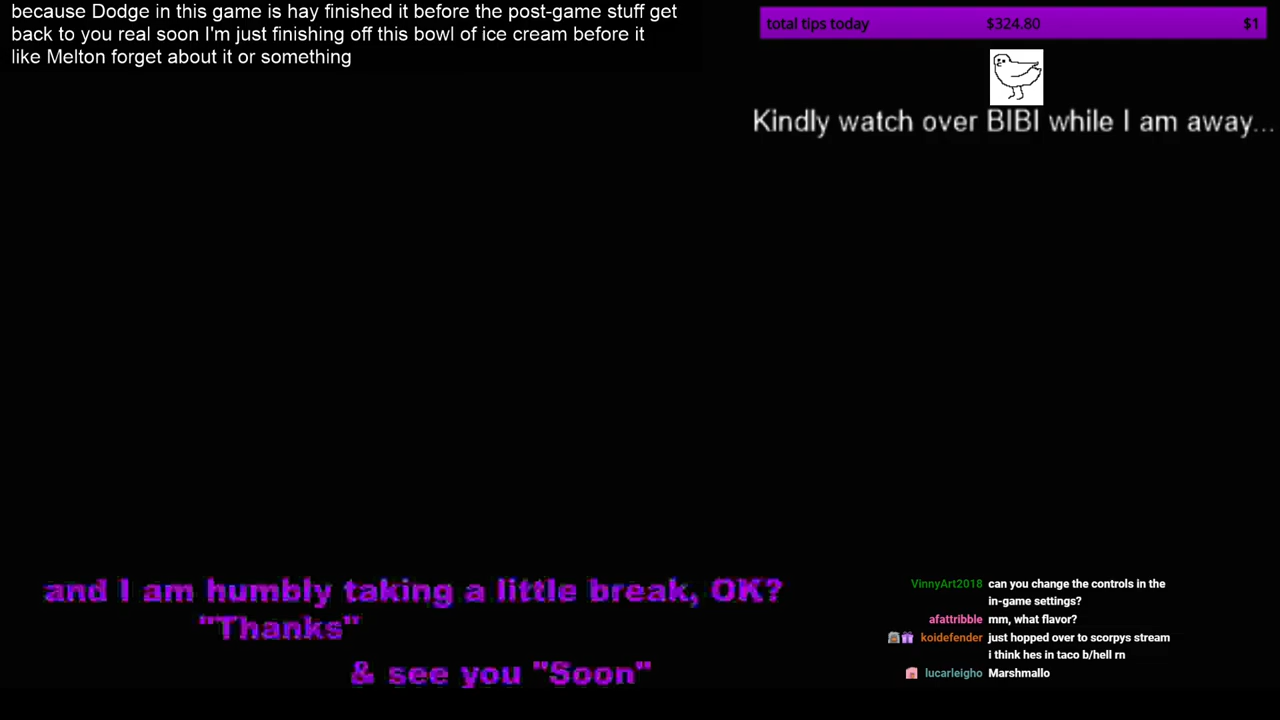 because Dodge in this game is hay finished it before the post-game stuff get
back to you real soon I'm just finishing off this bowl of ice cream before it
like Melton forget about it or something
total tips today $324.80 $1
Kindly watch over BIBI while I am away...
and I am humbly taking a little break, OK?
"Thanks"
& see you "Soon"
VinnyArt2018 can you change the controls in the
in-game settings?
afattribble mm, what flavor?
koidefender just hopped over to scorpys stream
i think hes in taco b/hell rn
lucarleigho Marshmallo